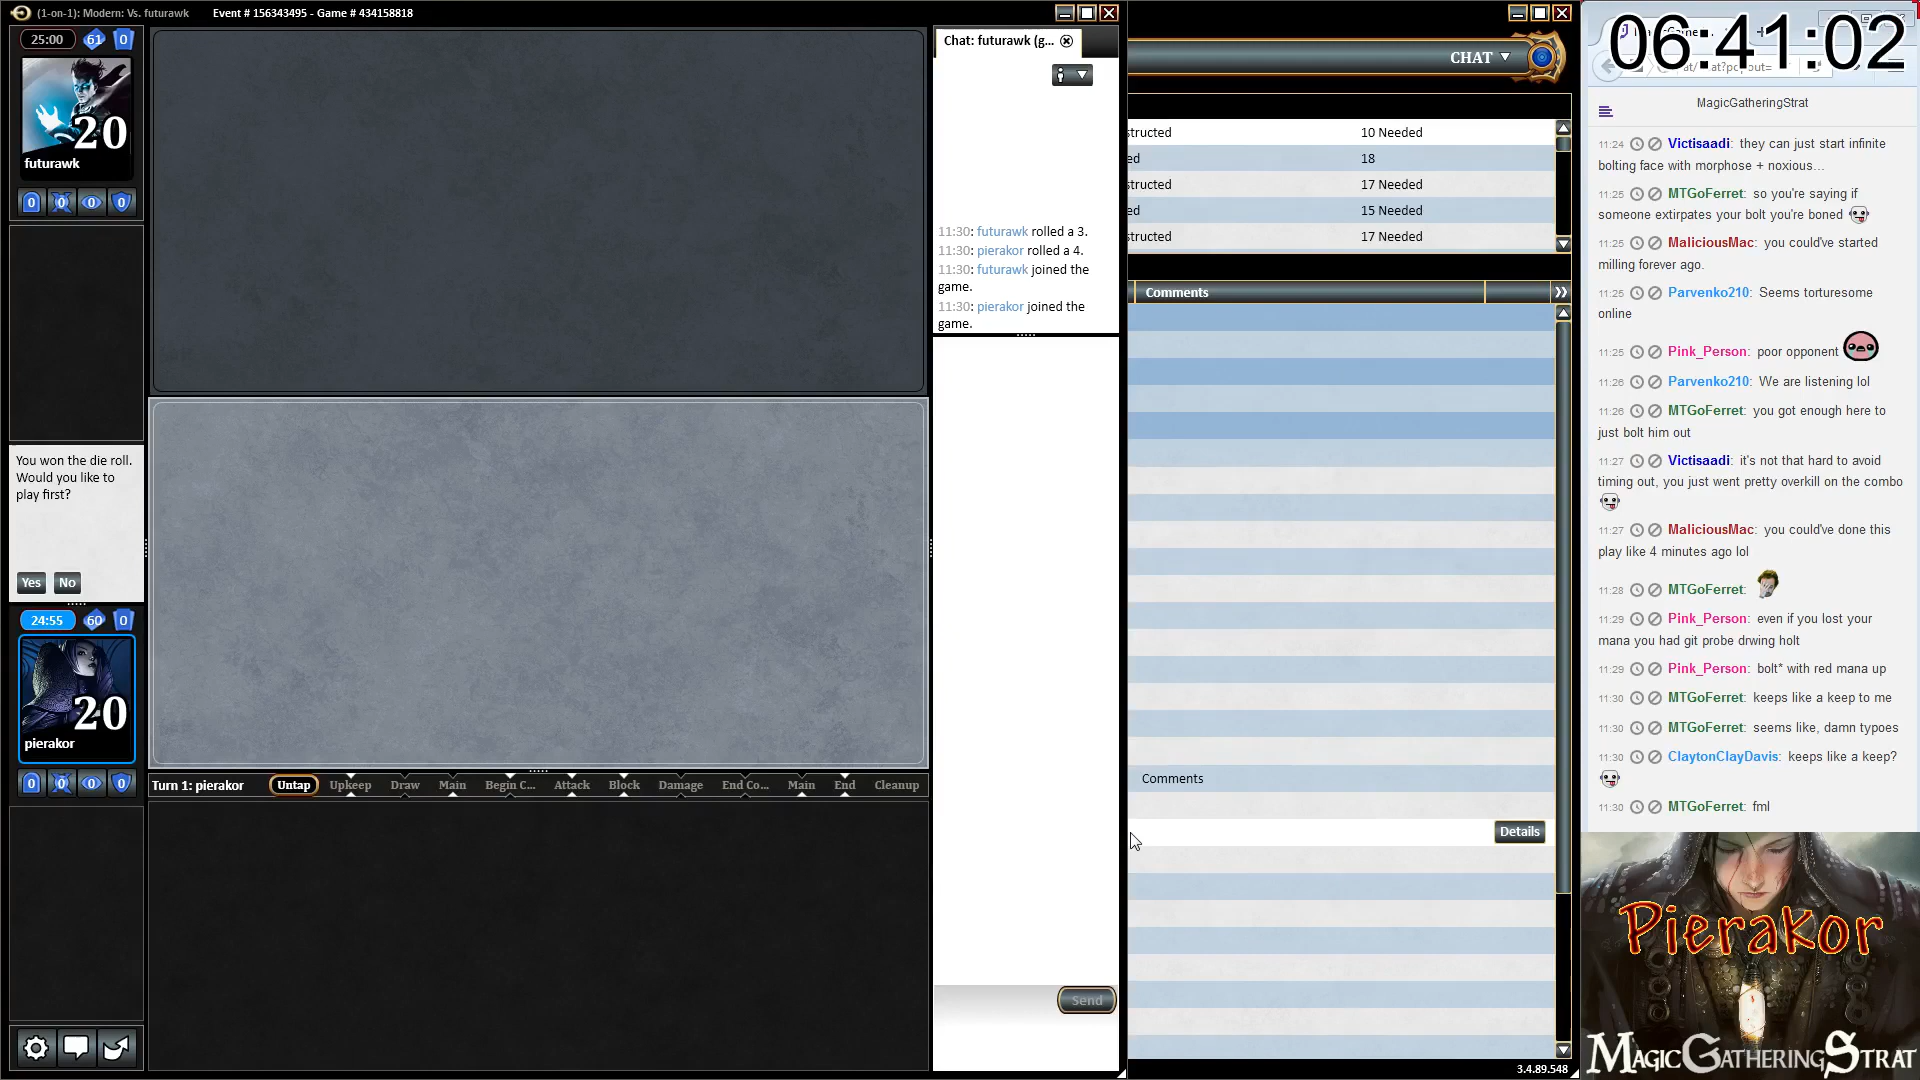 (1-on-1): Modern: Vs. futurawk
Event # 156343495 - Game # 434158818
25:00
61
0
20
futurawk
0
0
0
0
You won the die roll.
Would you like to
play first?
Yes
No
24:55
60
0
20
pierakor
0
0
0
0
Turn 1: pierakor
Untap
Upkeep
Draw
Main
Begin C...
Attack
Block
Damage
End Co...
Main
End
Cleanup
Chat: futurawk (g...
11:30: futurawk rolled a 3.
11:30: pierakor rolled a 4.
11:30: futurawk joined the
game.
11:30: pierakor joined the
game.
Send
CHAT
structed
10 Needed
ed
18
structed
17 Needed
ed
15 Needed
structed
17 Needed
Comments
Comments
Details
3.4.89.548
06:41:02
MagicGatheringStrat
11:24 Victisaadi: they can just start infinite
bolting face with morphose + noxious...
11:25 MTGoFerret: so you're saying if
someone extirpates your bolt you're boned
11:25 MaliciousMac: you could've started
milling forever ago.
11:25 Parvenko210: Seems torturesome
online
11:25 Pink_Person: poor opponent
11:26 Parvenko210: We are listening lol
11:26 MTGoFerret: you got enough here to
just bolt him out
11:27 Victisaadi: it's not that hard to avoid
timing out, you just went pretty overkill on the combo
11:27 MaliciousMac: you could've done this
play like 4 minutes ago lol
11:28 MTGoFerret:
11:29 Pink_Person: even if you lost your
mana you had git probe drwing holt
11:29 Pink_Person: bolt* with red mana up
11:30 MTGoFerret: keeps like a keep to me
11:30 MTGoFerret: seems like, damn typoes
11:30 ClaytonClayDavis: keeps like a keep?
11:30 MTGoFerret: fml
Pierakor
MagicGatheringStrat